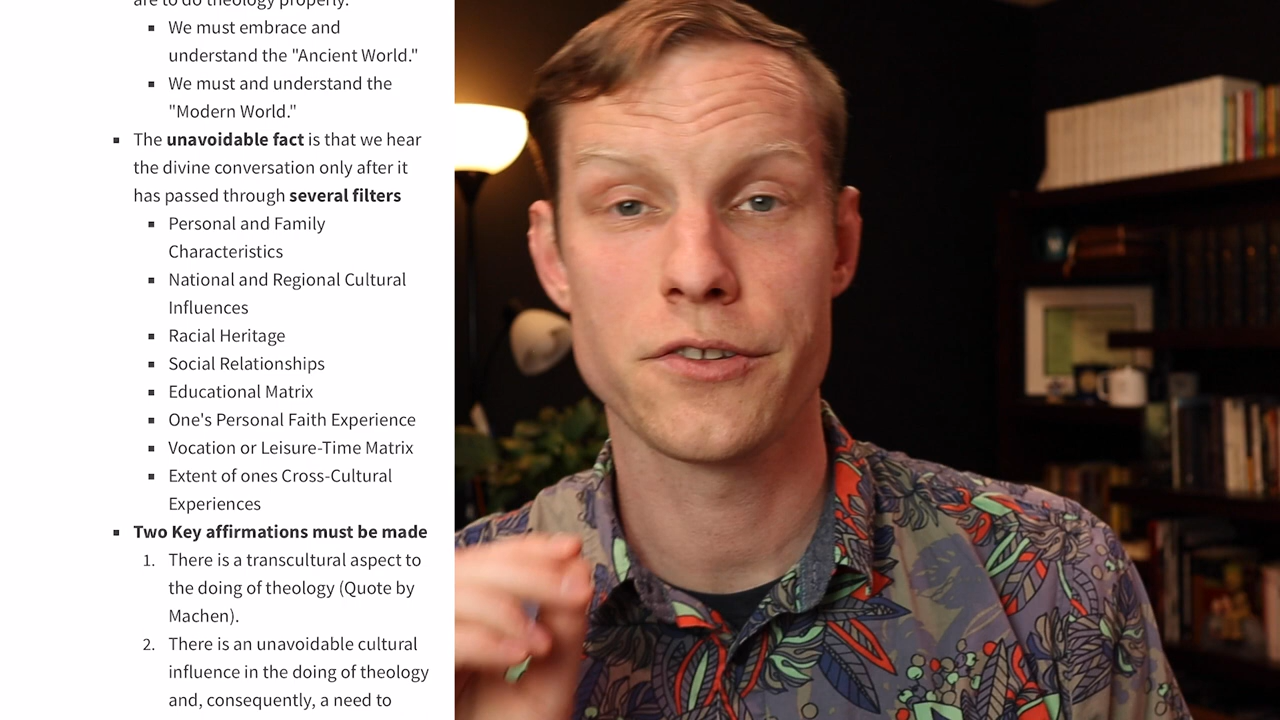 are to do theology properly.
We must embrace and
understand the "Ancient World."
We must and understand the
"Modern World."
The unavoidable fact is that we hear
the divine conversation only after it
has passed through several filters
Personal and Family
Characteristics
National and Regional Cultural
Influences
Racial Heritage
Social Relationships
Educational Matrix
One's Personal Faith Experience
Vocation or Leisure-Time Matrix
Extent of ones Cross-Cultural
Experiences
Two Key affirmations must be made
1. There is a transcultural aspect to
the doing of theology (Quote by
Machen).
2. There is an unavoidable cultural
influence in the doing of theology
and, consequently, a need to